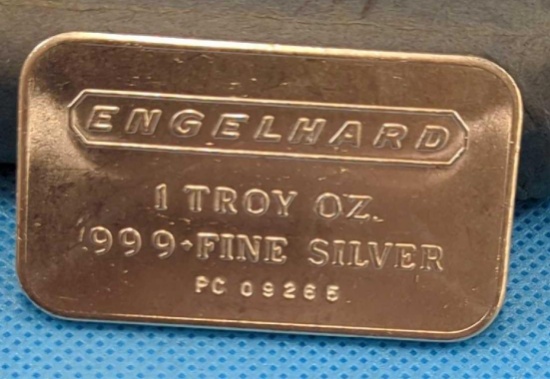 ENGELHARD
1 TROY OZ.
999+FINE SILVER
PC 09265